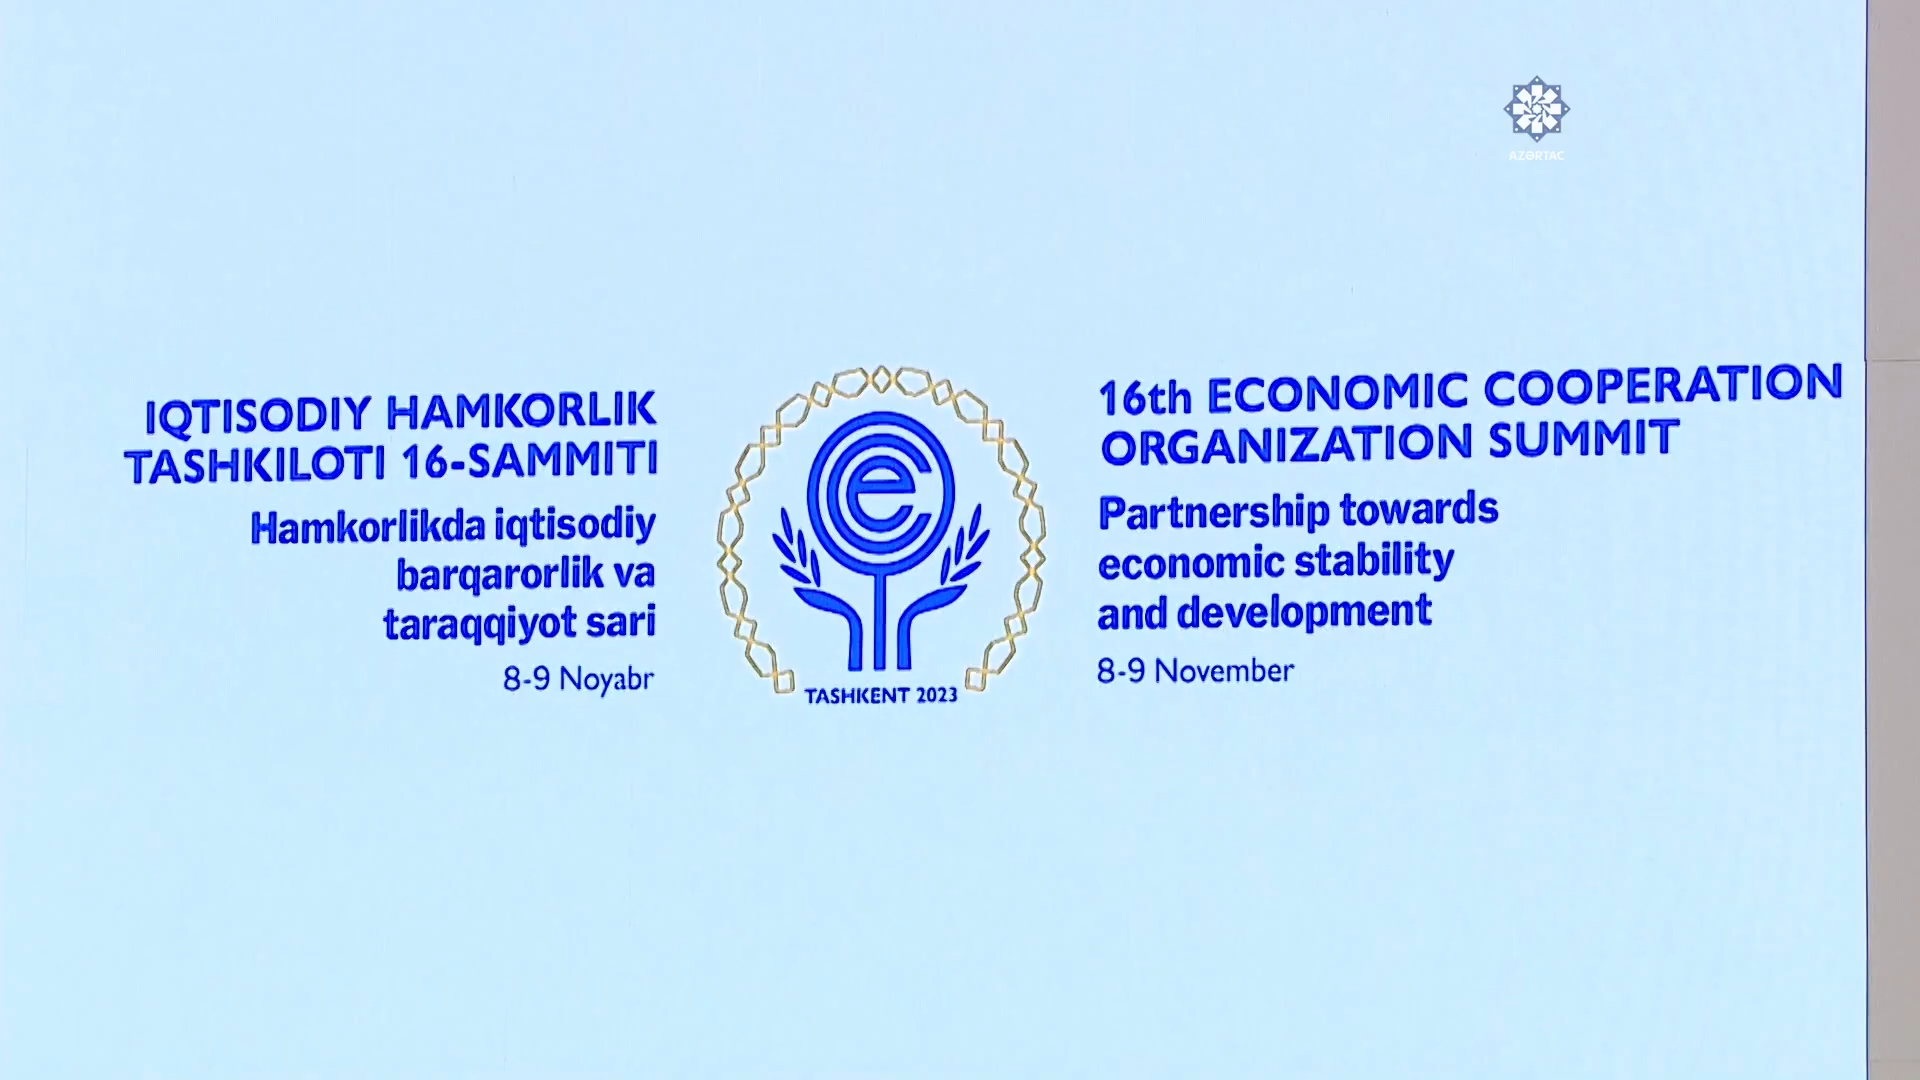 AZƏRTAC
IQTISODIY HAMKORLIK
TASHKILOTI 16-SAMMITI
Hamkorlikda iqtisodiy
barqarorlik va
taraqqiyot sari
8-9 Noyabr
TASHKENT 2023
16th ECONOMIC COOPERATION
ORGANIZATION SUMMIT
Partnership towards
economic stability
and development
8-9 November